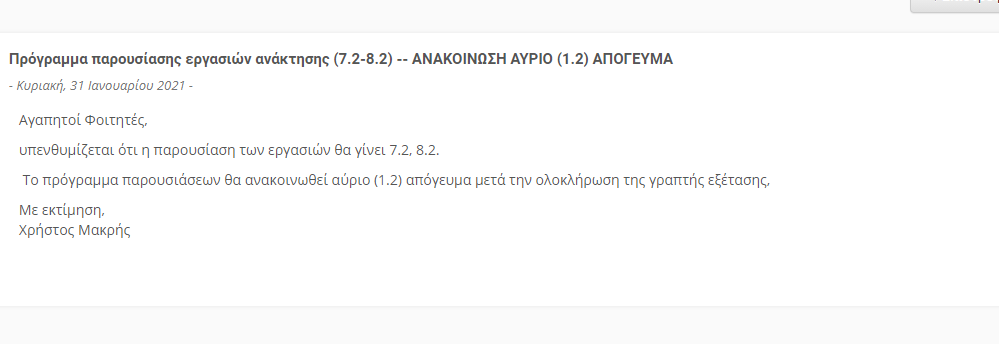 Πρόγραμμα παρουσίασης εργασιών ανάκτησης (7.2-8.2) -- ΑΝΑΚΟΙΝΩΣΗ ΑΥΡΙΟ (1.2) ΑΠΟΓΕΥΜΑ
- Κυριακή, 31 Ιανουαρίου 2021 -
Αγαπητοί Φοιτητές,
υπενθυμίζεται ότι η παρουσίαση των εργασιών θα γίνει 7.2, 8.2.
Το πρόγραμμα παρουσιάσεων θα ανακοινωθεί αύριο (1.2) απόγευμα μετά την ολοκλήρωση της γραπτής εξέτασης,
Με εκτίμηση,
Χρήστος Μακρής